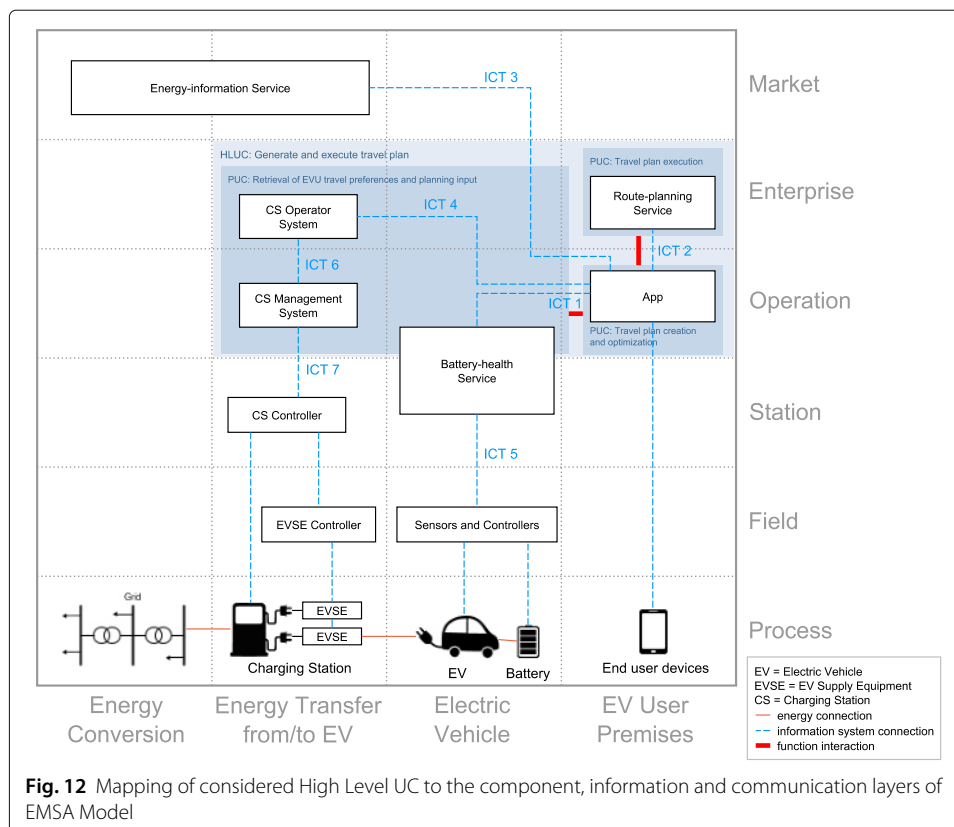 ICT 3
Market
Energy-information Service
HLUC: Generate and execute travel plan
PUC: Travel plan execution
PUC: Retrieval of EVU travel preferences and planning input
Enterprise
Route-planning
Service
CS Operator
System
ICT 4
ICT 2
ICT 6
App
ICT 1
Operation
CS Management
System
PUC: Travel plan creation
and optimization
Battery-health
Service
ICT 7
CS Controller
Station
ICT 5
EVSE Controller
Sensors and Controllers
Field
Grid
EVSE
EVSE
Process
Charging Station
EV
Battery
End user devices
Energy
Conversion
Energy Transfer
from/to EV
Electric
Vehicle
EV User
Premises
EV = Electric Vehicle
EVSE = EV Supply Equipment
CS = Charging Station
energy connection
information system connection
function interaction
Fig. 12 Mapping of considered High Level UC to the component, information and communication layers of
EMSA Model